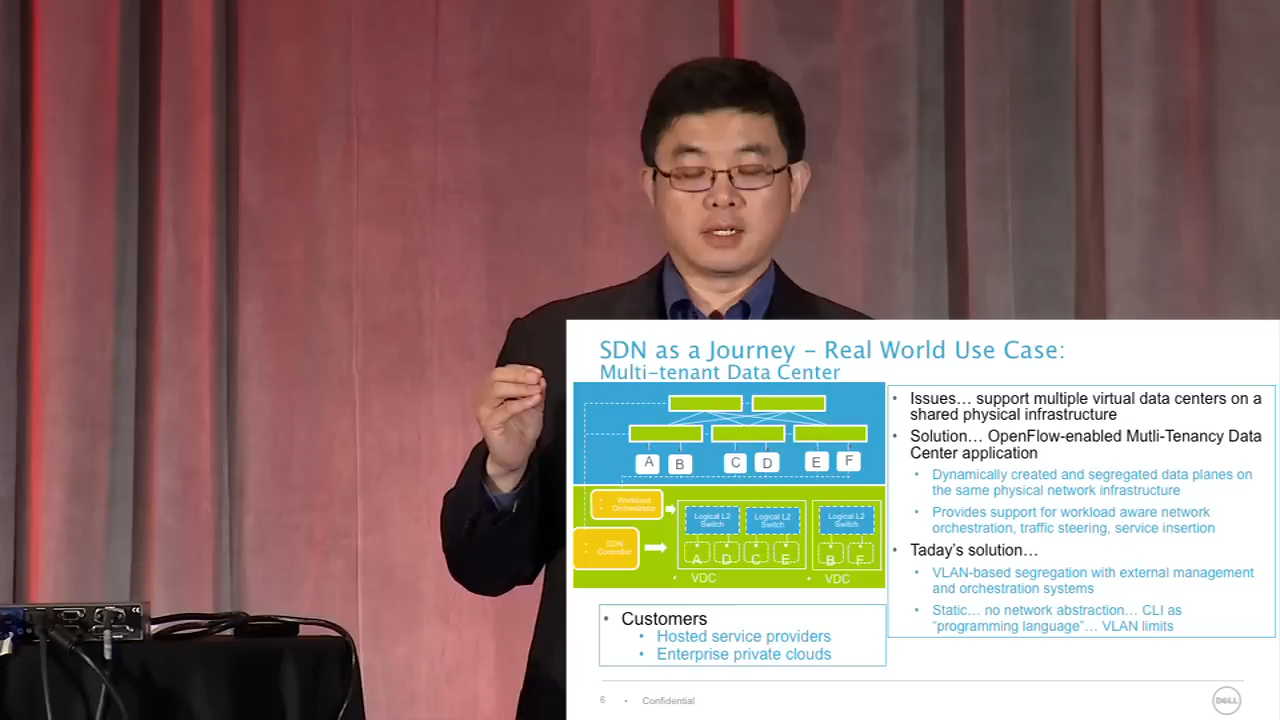 SDN as a Journey – Real World Use Case:
Multi-tenant Data Center
A B C D E F
• Workload
• Orchestrator
• SDN
• Controller
Logical L2
Switch
Logical L2
Switch
Logical L2
Switch
A D C E B F
• VDC
• VDC
• Customers
• Hosted service providers
• Enterprise private clouds
• Issues… support multiple virtual data centers on a
shared physical infrastructure
• Solution… OpenFlow-enabled Mutli-Tenancy Data
Center application
• Dynamically created and segregated data planes on
the same physical network infrastructure
• Provides support for workload aware network
orchestration, traffic steering, service insertion
• Taday's solution…
• VLAN-based segregation with external management
and orchestration systems
• Static… no network abstraction… CLI as
"programming language"… VLAN limits
6 • Confidential
DELL